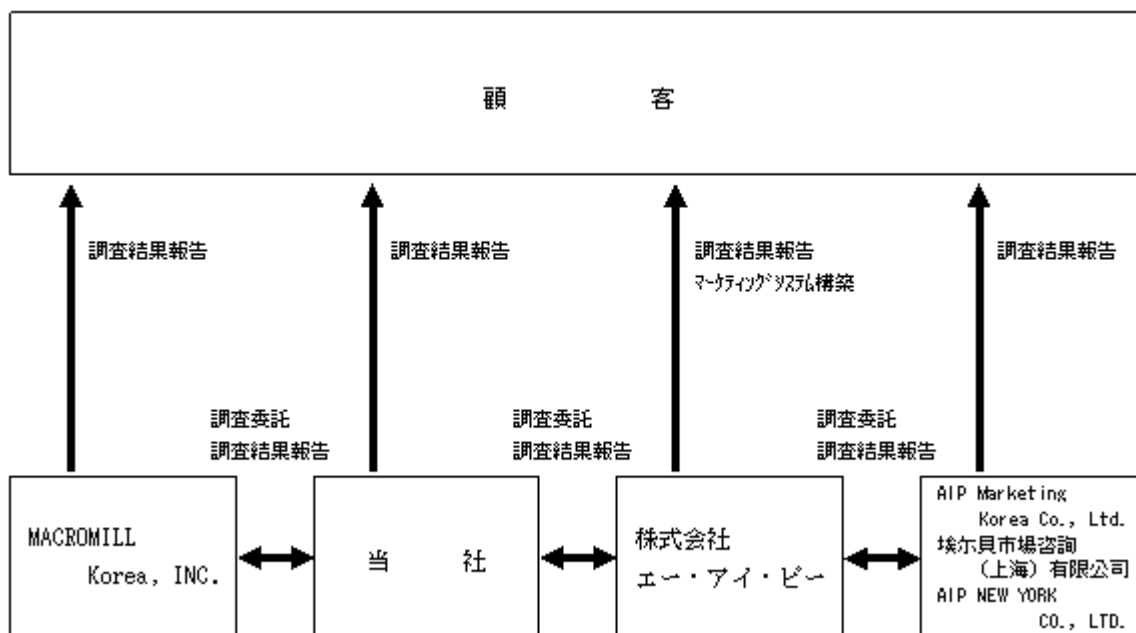 顧 客
調査結果報告
調査結果報告
調査結果報告
マーケティングシステム構築
調査結果報告
調査委託
調査結果報告
調査委託
調査結果報告
調査委託
調査結果報告
MACROMILL
Korea, INC.
当 社
株式会社
エー・アイ・ピー
AIP Marketing
Korea Co., Ltd.
埃尓貝市場咨詢
（上海）有限公司
AIP NEW YORK
CO., LTD.